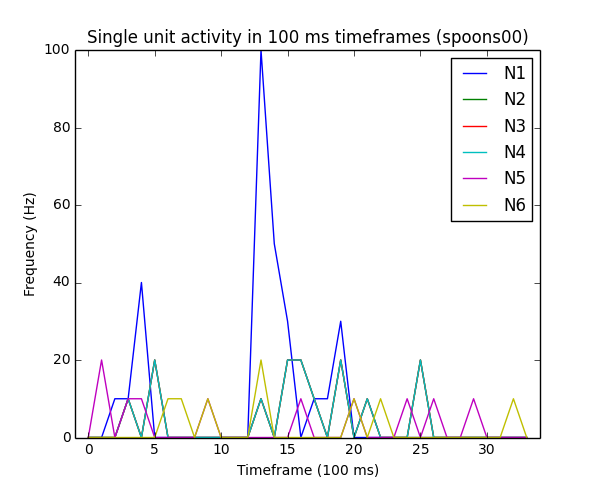 Single unit activity in 100 ms timeframes (spoons00)
100
80
60
40
20
0
Frequency (Hz)
N1
N2
N3
N4
N5
N6
0 5 10 15 20 25 30
Timeframe (100 ms)